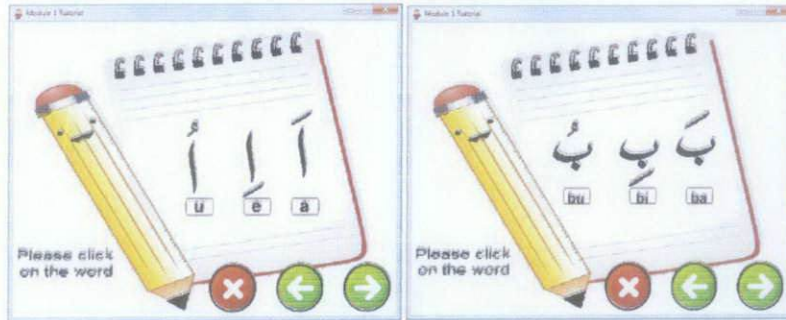 Module 1 Tutorial
اَ اِ أُ
u e a
Please click
on the word
Module 1 Tutorial
بَ بِ بُ
bu bi ba
Please click
on the word